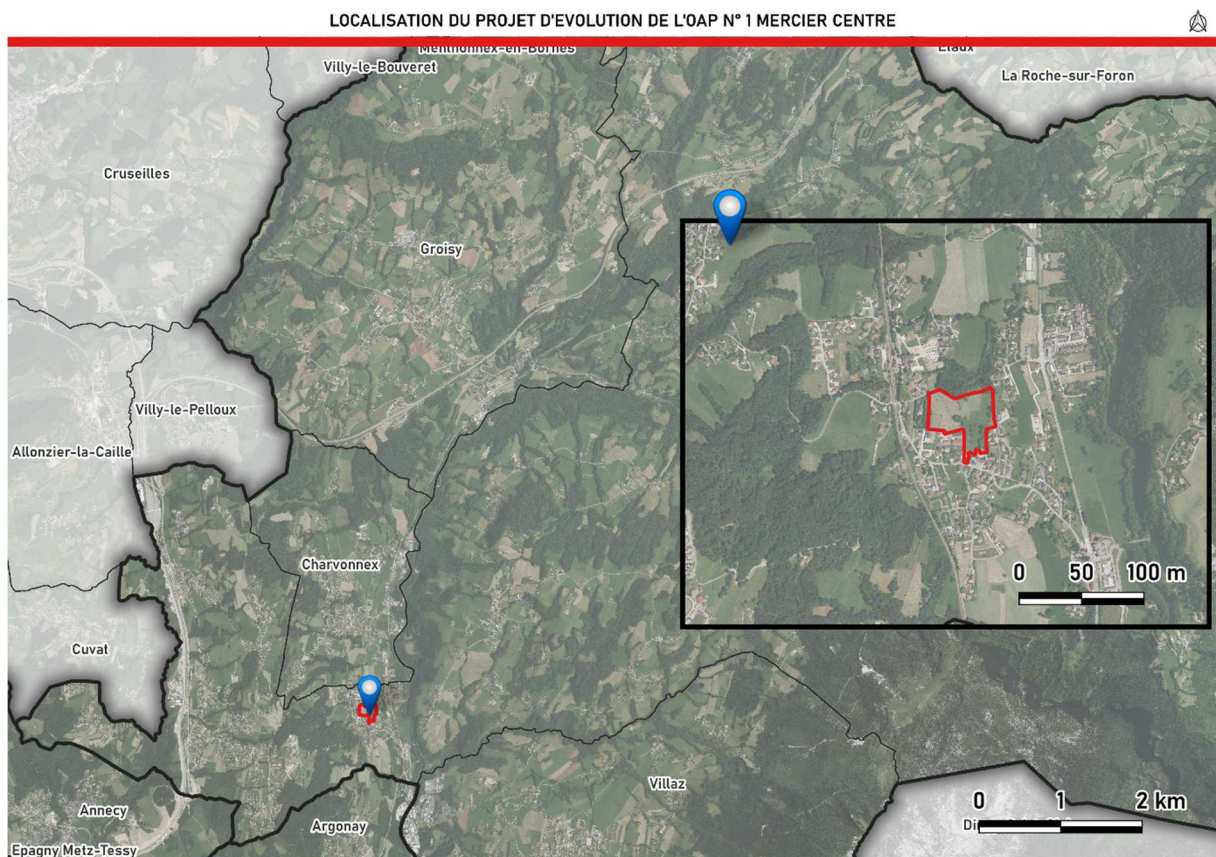 LOCALISATION DU PROJET D'EVOLUTION DE L'OAP N° 1 MERCIER CENTRE
Menthonnex-en-Bornes
Etaux
Villy-le-Bouveret
La Roche-sur-Foron
Cruseilles
Groisy
Villy-le-Pelloux
Allonzier-la-Caille
Charvonnex
0 50 100 m
Cuvat
Villaz
Annecy
0 1 2 km
Argonay
Epagny Metz-Tessy